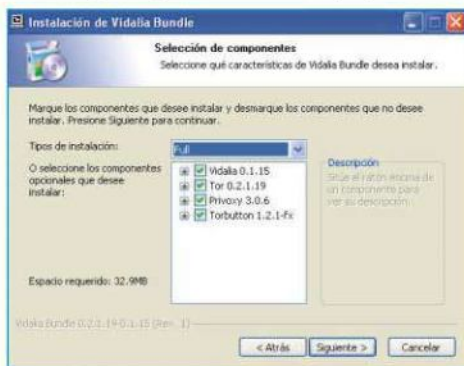 Instalación de Vidalia Bundle
Selección de componentes
Seleccione qué características de Vidalia Bundle desea instalar.
Marque los componentes que desee instalar y desmarque los componentes que no desee
instalar. Presione Siguiente para continuar.
Tipos de instalación:
Full
O seleccione los componentes
opcionales que desee
instalar:
Vidalia 0.1.15
Tor 0.2.1.19
Privoxy 3.0.6
Torbutton 1.2.1-fx
Descripción
Sitúe el ratón encima de
un componente para
ver su descripción.
Espacio requerido: 32.9MB
Vidalia Bundle 0.2.1.19-0.1.15 (Rev. 1)
< Atrás
Siguiente >
Cancelar